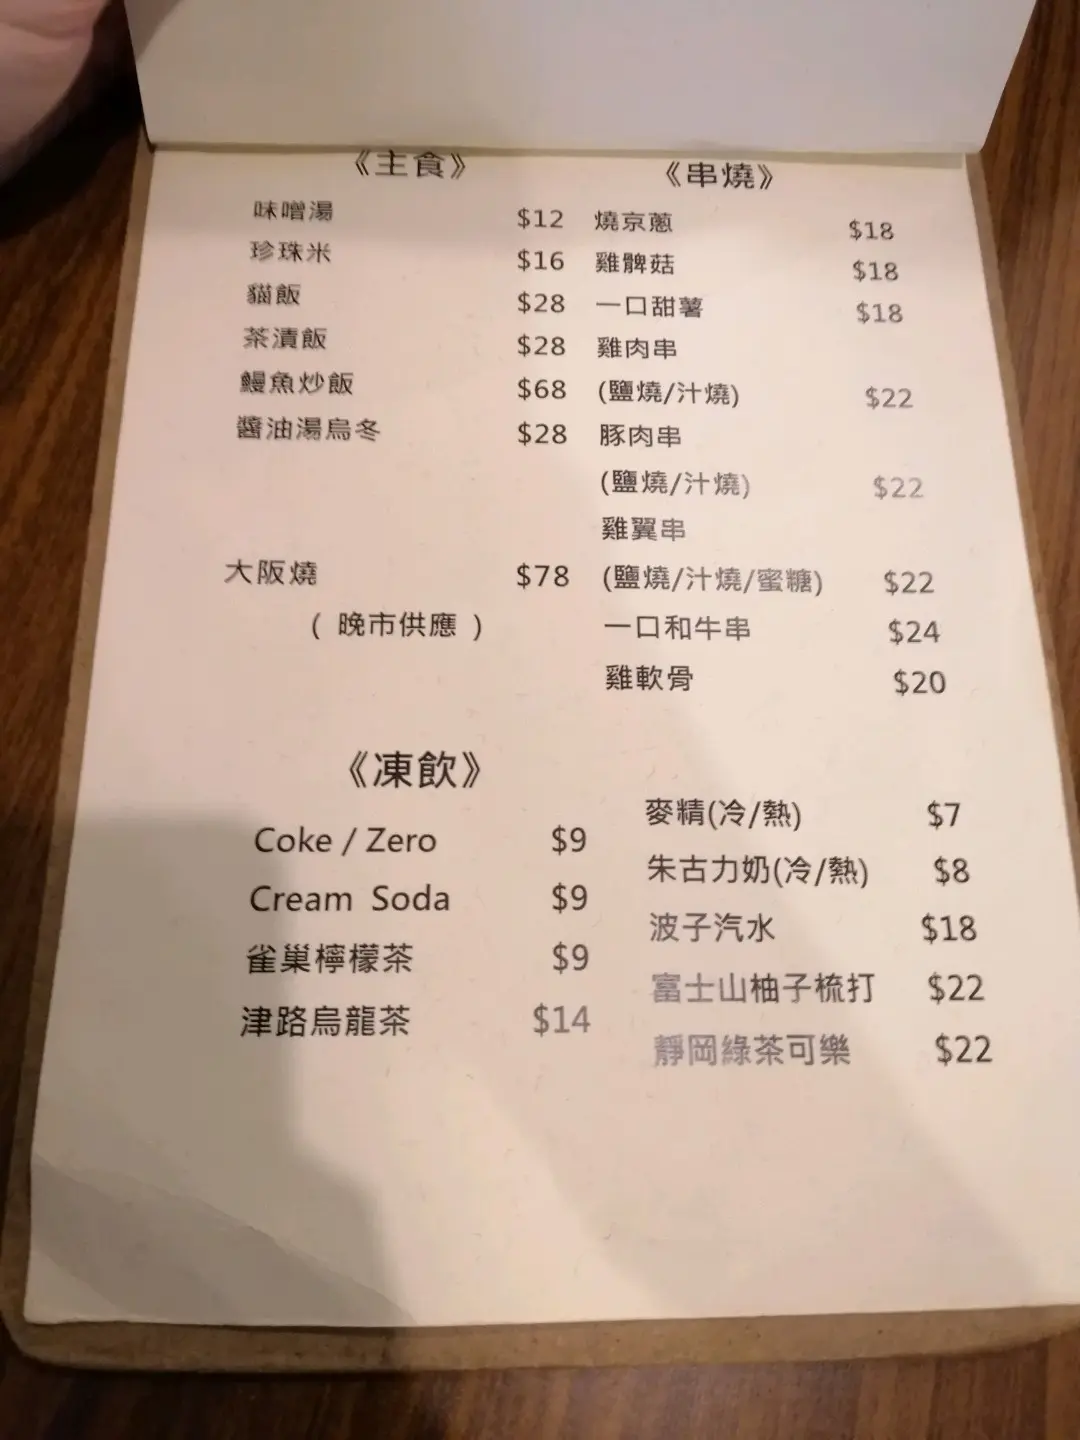 《主食》
味噌湯 $12
珍珠米 $16
貓飯 $28
茶漬飯 $28
鰻魚炒飯 $68
醬油湯烏冬 $28
大阪燒 $78
( 晚市供應 )
《串燒》
燒京蔥 $18
雞髀菇 $18
一口甜薯 $18
雞肉串
(鹽燒/汁燒) $22
豚肉串
(鹽燒/汁燒) $22
雞翼串
(鹽燒/汁燒/蜜糖) $22
一口和牛串 $24
雞軟骨 $20
《凍飲》
Coke / Zero $9
Cream Soda $9
雀巢檸檬茶 $9
津路烏龍茶 $14
麥精(冷/熱) $7
朱古力奶(冷/熱) $8
波子汽水 $18
富士山柚子梳打 $22
靜岡綠茶可樂 $22